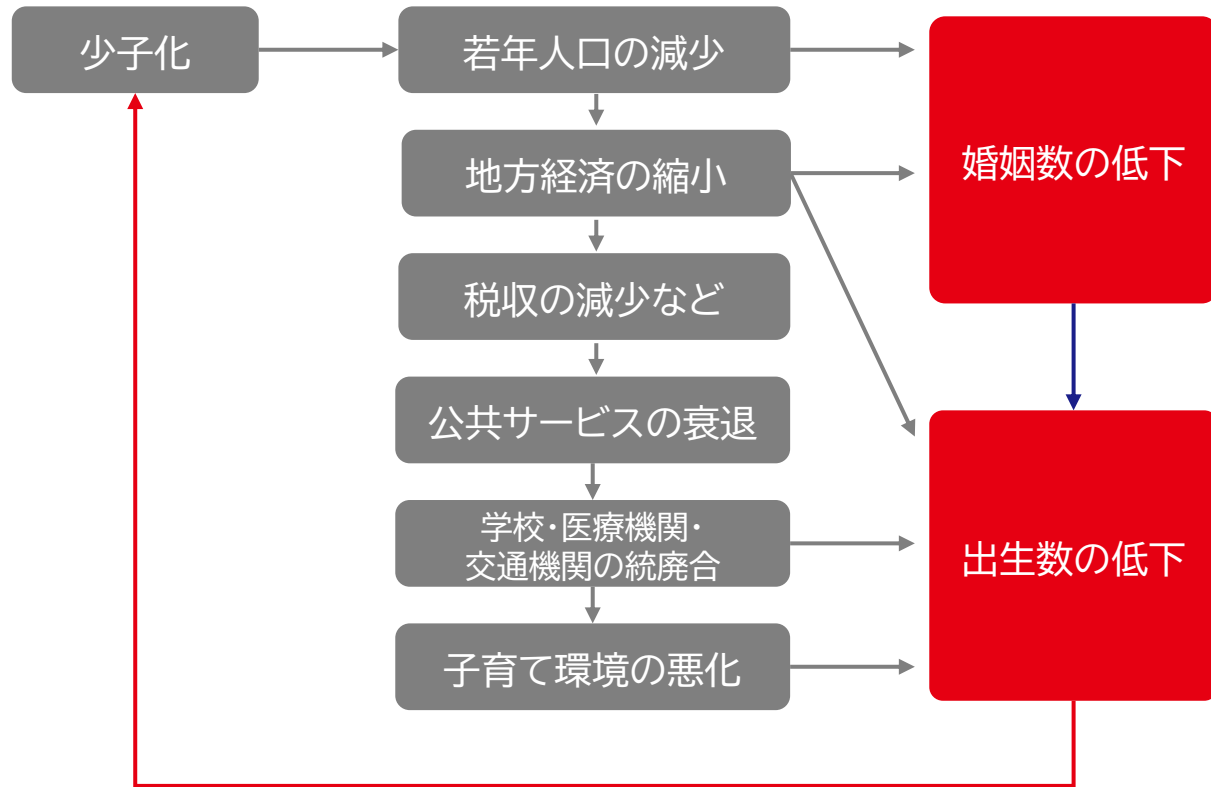 少子化
若年人口の減少
地方経済の縮小
税収の減少など
公共サービスの衰退
学校・医療機関・
交通機関の統廃合
子育て環境の悪化
婚姻数の低下
出生数の低下